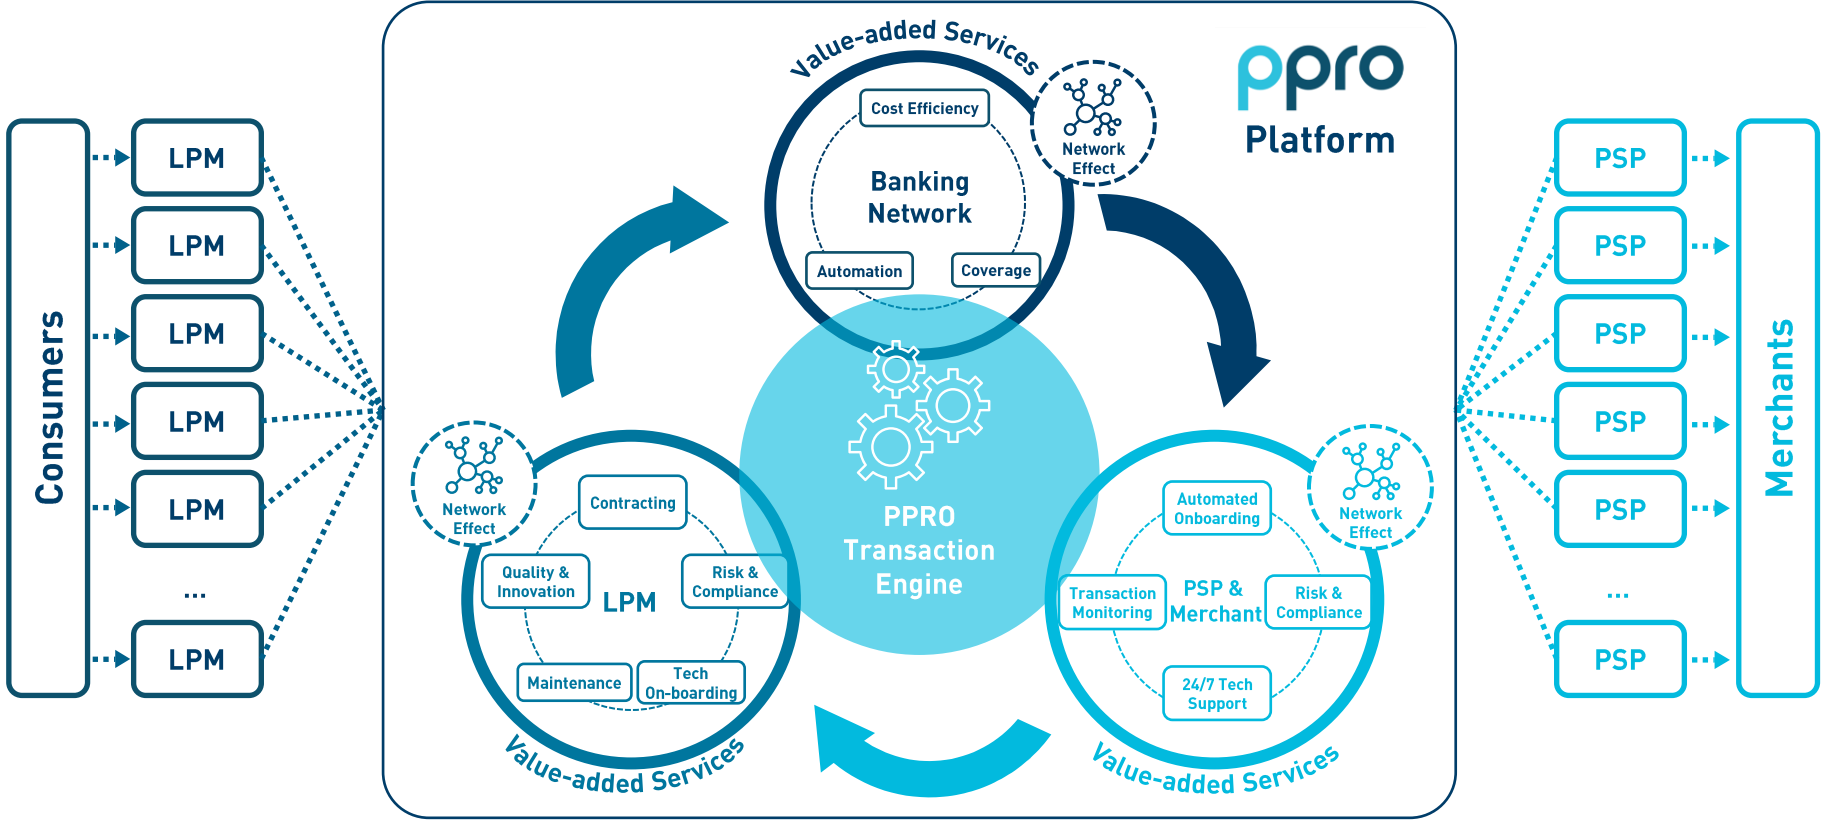 Consumers
LPM
LPM
LPM
LPM
LPM
...
LPM
ppro
Platform
Value-added Services
Network
Effect
Cost Efficiency
Banking
Network
Automation
Coverage
PPRO
Transaction
Engine
Network
Effect
Contracting
Quality &
Innovation
Risk &
Compliance
LPM
Maintenance
Tech
On-boarding
Value-added Services
Network
Effect
Automated
Onboarding
Transaction
Monitoring
PSP &
Merchant
Risk &
Compliance
24/7 Tech
Support
Value-added Services
PSP
PSP
PSP
PSP
PSP
...
PSP
Merchants